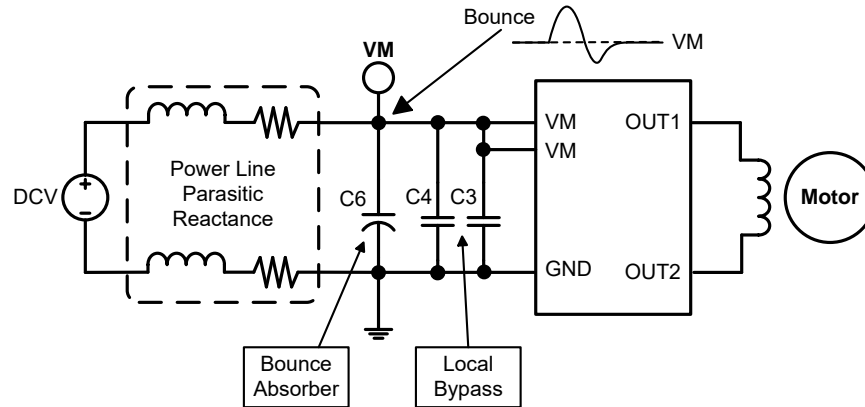 Bounce
VM
VM
DCV
+
–
Power Line
Parasitic
Reactance
C6
C4
C3
VM
VM
GND
OUT1
OUT2
Motor
Bounce
Absorber
Local
Bypass